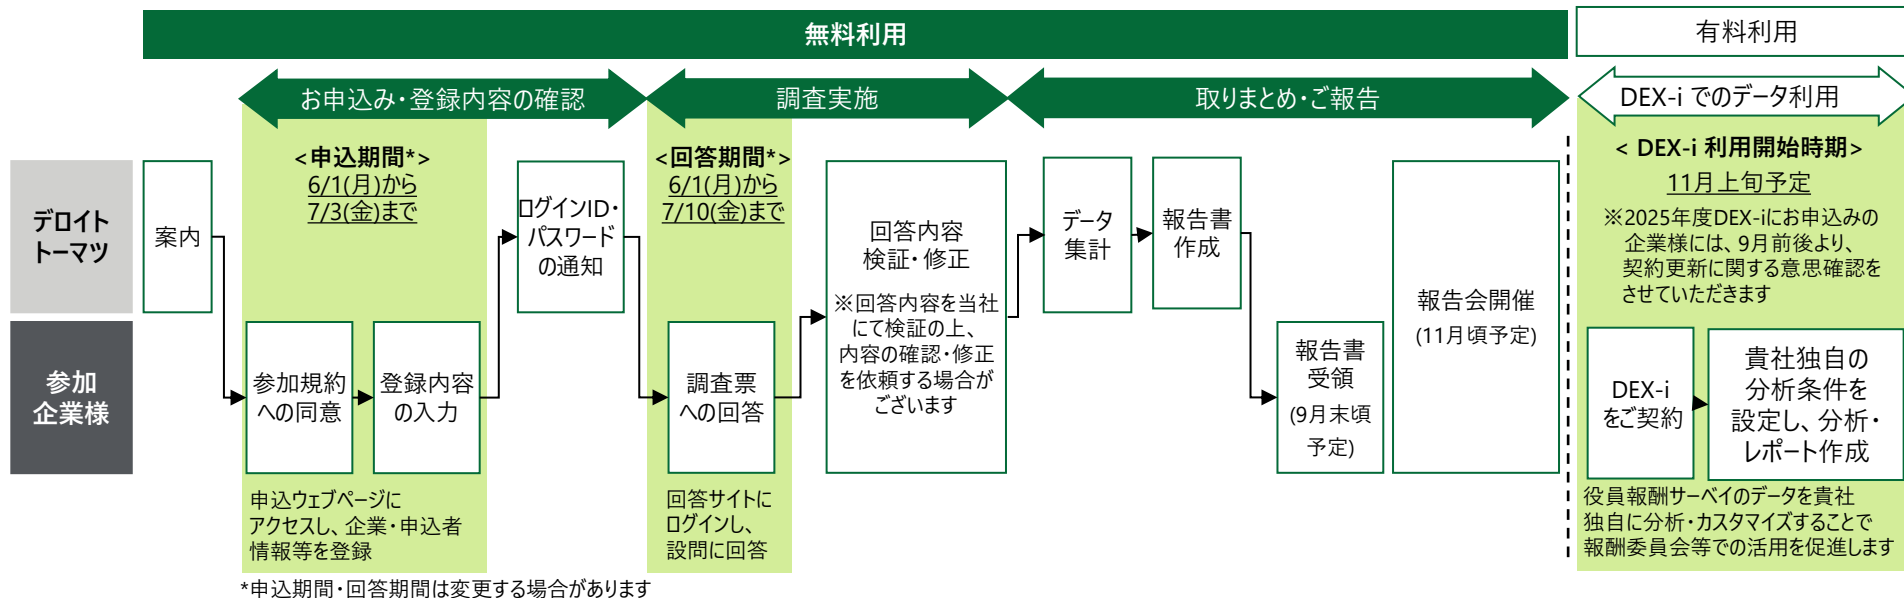 無料利用
有料利用
お申込み・登録内容の確認
調査実施
取りまとめ・ご報告
DEX-i でのデータ利用
デロイト
トーマツ
参加
企業様
案内
<申込期間*>
6/1(月)から
7/3(金)まで
参加規約
への同意
登録内容
の入力
申込ウェブページに
アクセスし、企業・申込者
情報等を登録
ログインID・
パスワード
の通知
<回答期間*>
6/1(月)から
7/10(金)まで
調査票
への回答
回答サイトに
ログインし、
設問に回答
回答内容
検証・修正
※回答内容を当社
にて検証の上、
内容の確認・修正
を依頼する場合が
ございます
データ
集計
報告書
作成
報告書
受領
(9月末頃
予定)
報告会開催
(11月頃予定)
< DEX-i 利用開始時期>
11月上旬予定
※2025年度DEX-iにお申込みの
企業様には、9月前後より、
契約更新に関する意思確認を
させていただきます
DEX-i
をご契約
貴社独自の
分析条件を
設定し、分析・
レポート作成
役員報酬サーベイのデータを貴社
独自に分析・カスタマイズすることで
報酬委員会等での活用を促進します
*申込期間・回答期間は変更する場合があります